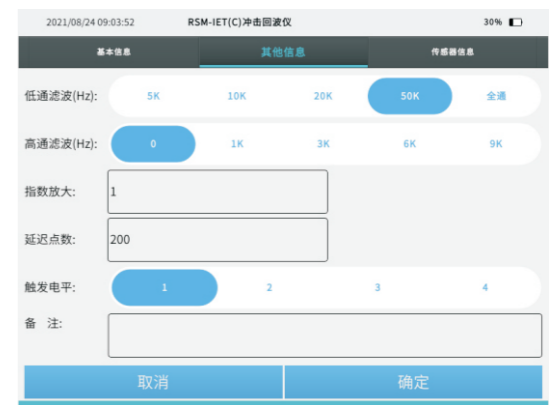 2021/08/24 09:03:52 RSM-IET(C)冲击回波仪 30%
基本信息 其他信息 传感器信息
低通滤波(Hz): 5K 10K 20K 50K 全通
高通滤波(Hz): 0 1K 3K 6K 9K
指数放大: 1
延迟点数: 200
触发电平: 1 2 3 4
备 注:
取消 确定